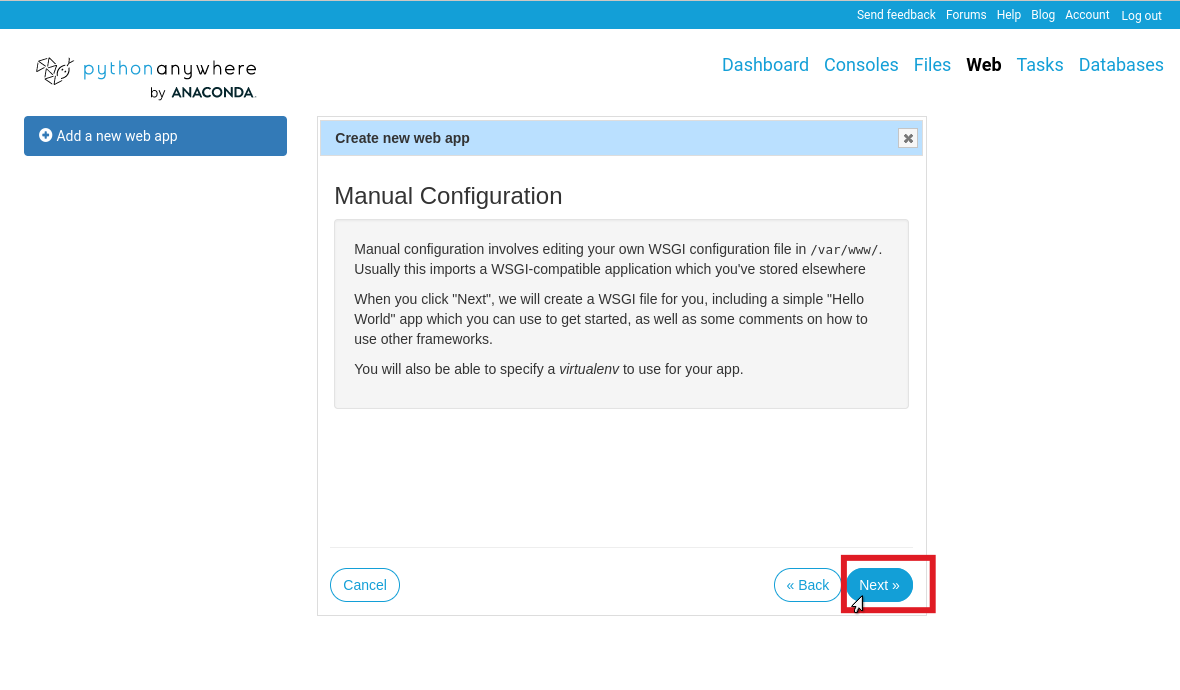 Send feedback Forums Help Blog Account Log out
pythonanywhere
by ANACONDA.
Dashboard Consoles Files Web Tasks Databases
Add a new web app
Create new web app
Manual Configuration
Manual configuration involves editing your own WSGI configuration file in /var/www/.
Usually this imports a WSGI-compatible application which you've stored elsewhere
When you click "Next", we will create a WSGI file for you, including a simple "Hello
World" app which you can use to get started, as well as some comments on how to
use other frameworks.
You will also be able to specify a virtualenv to use for your app.
Cancel « Back Next »